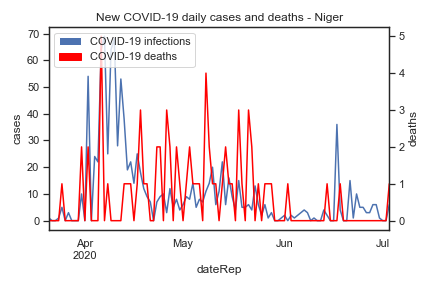 New COVID-19 daily cases and deaths - Niger
COVID-19 infections
COVID-19 deaths
70
60
50
40
30
20
10
0
cases
5
4
3
2
1
0
deaths
Apr
2020
May
Jun
Jul
dateRep